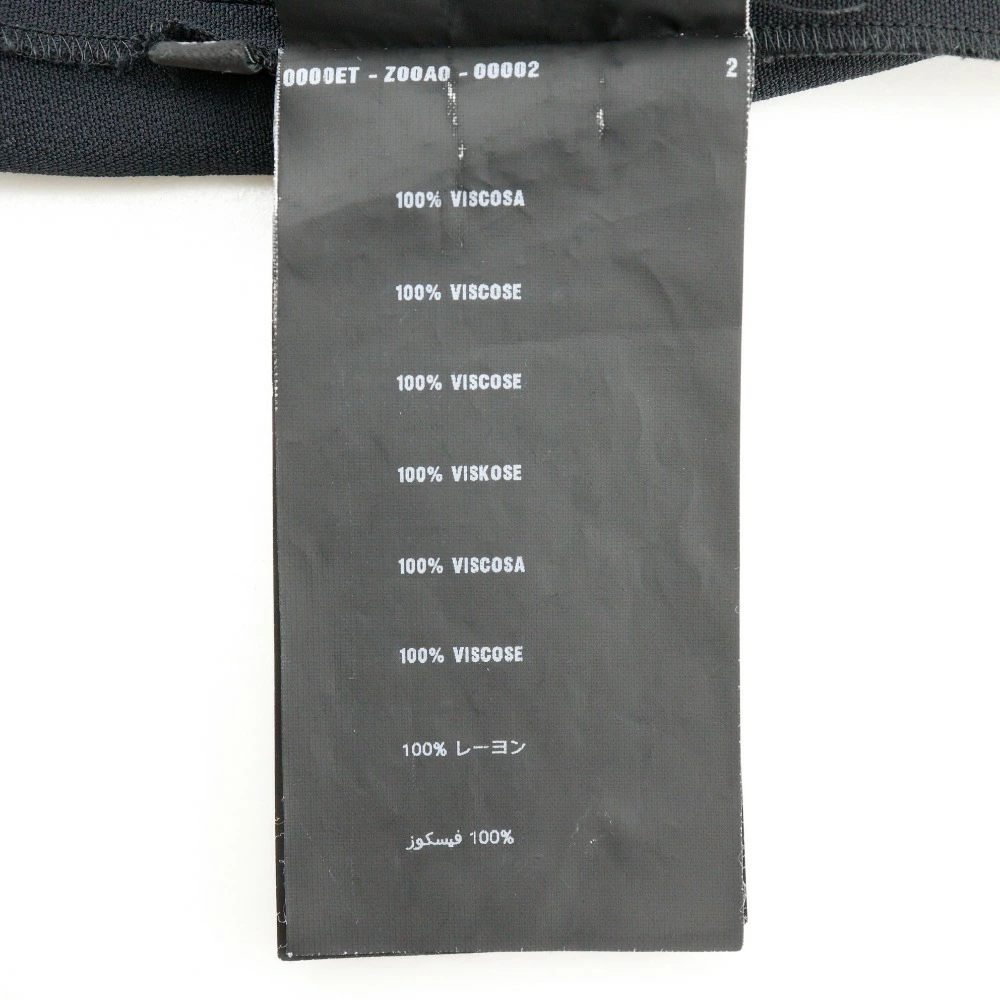 0000ET - Z00A0 - 00002 2
100% VISCOSA
100% VISCOSE
100% VISCOSE
100% VISKOSE
100% VISCOSA
100% VISCOSE
100% レーヨン
100% فيسكوز